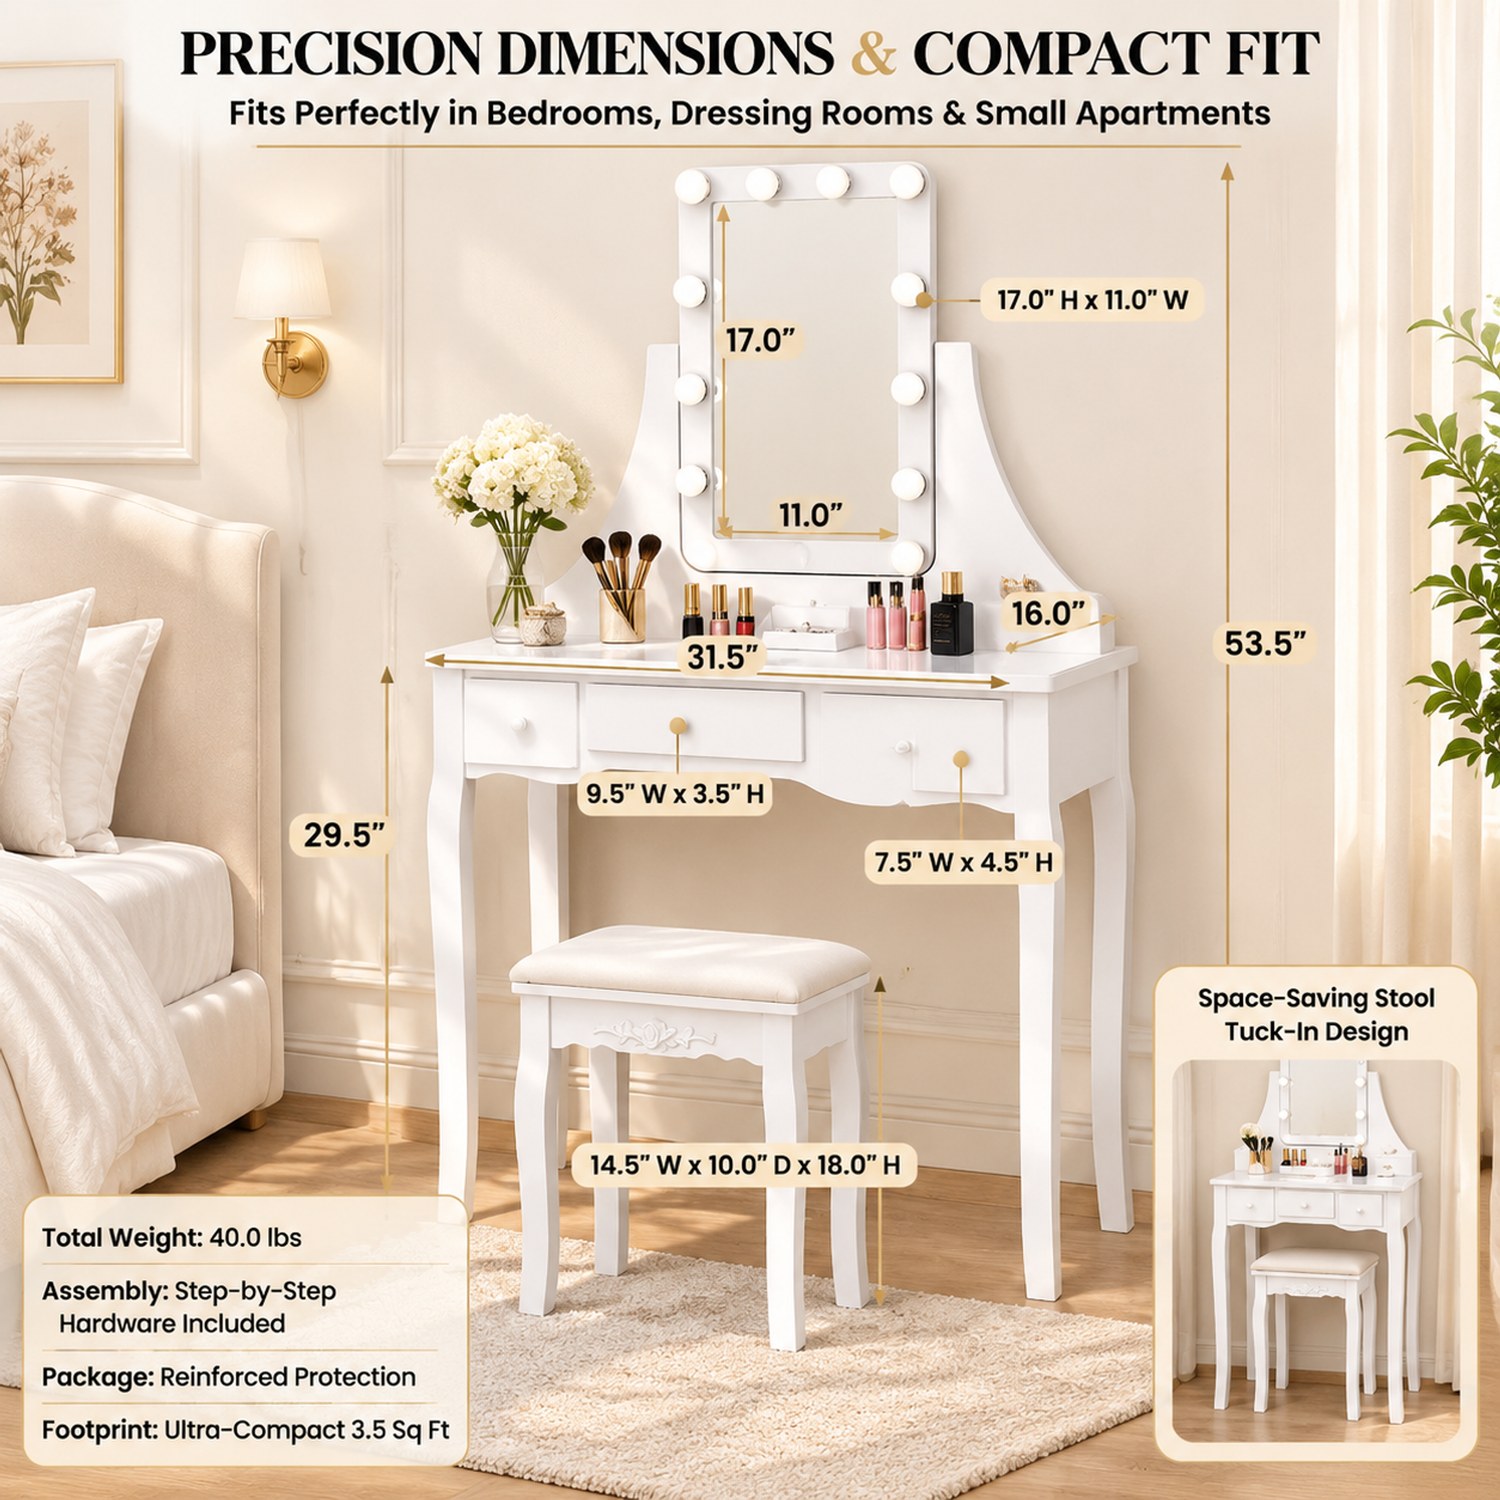 PRECISION DIMENSIONS & COMPACT FIT
Fits Perfectly in Bedrooms, Dressing Rooms & Small Apartments
17.0” H x 11.0” W
17.0”
11.0”
16.0”
53.5”
31.5”
9.5” W x 3.5” H
29.5”
7.5” W x 4.5” H
14.5” W x 10.0” D x 18.0” H
Space-Saving Stool
Tuck-In Design
Total Weight: 40.0 lbs
Assembly: Step-by-Step
Hardware Included
Package: Reinforced Protection
Footprint: Ultra-Compact 3.5 Sq Ft